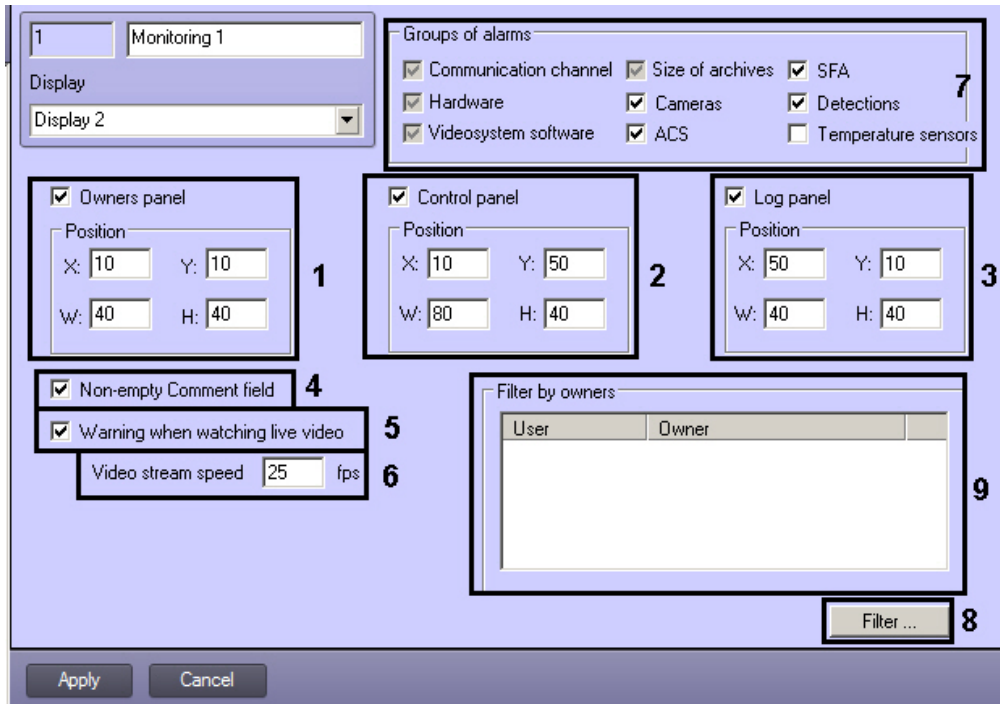 1 Monitoring 1
Display
Display 2
Groups of alarms
Communication channel Size of archives SFA
Hardware Cameras Detections
Videosystem software ACS Temperature sensors
7
Owners panel
Position
X: 10 Y: 10
W: 40 H: 40
1
Control panel
Position
X: 10 Y: 50
W: 80 H: 40
2
Log panel
Position
X: 50 Y: 10
W: 40 H: 40
3
Non-empty Comment field 4
Warning when watching live video 5
Video stream speed 25 fps 6
Filter by owners
User Owner
9
Filter ... 8
Apply Cancel